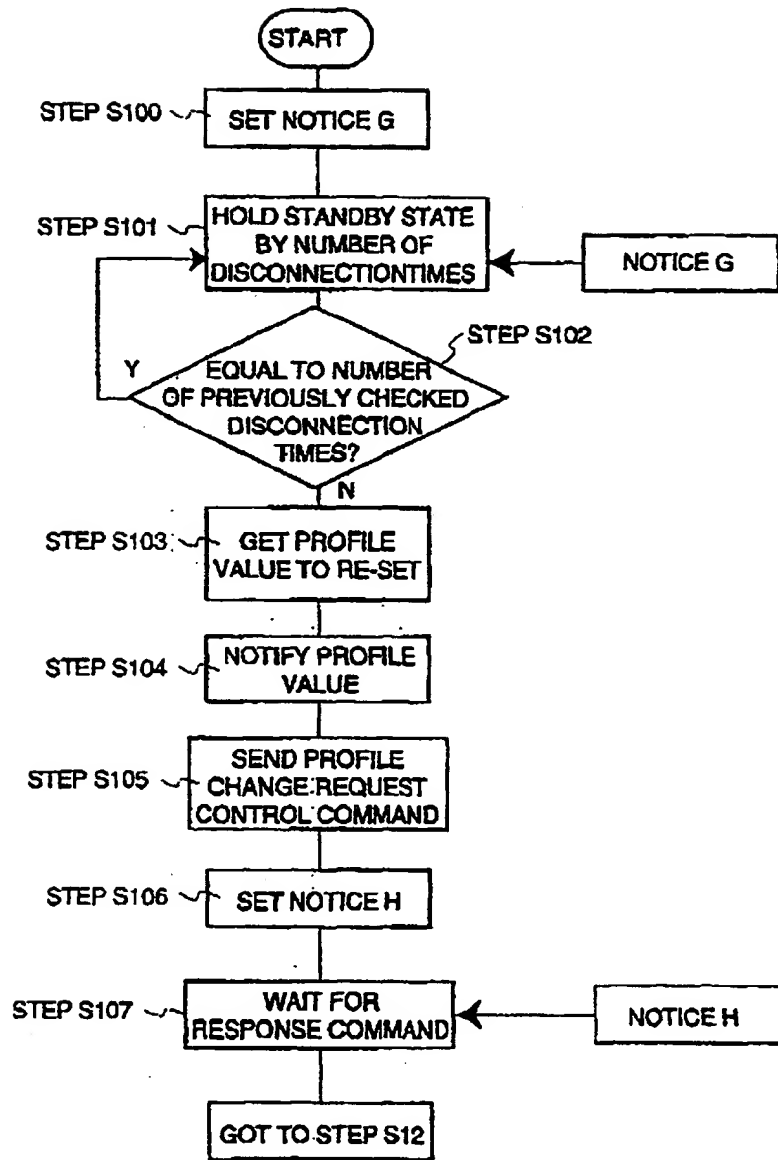 START
STEP S100
SET NOTICE G
STEP S101
HOLD STANDBY STATE
BY NUMBER OF
DISCONNECTIONTIMES
NOTICE G
STEP S102
Y
EQUAL TO NUMBER
OF PREVIOUSLY CHECKED
DISCONNECTION
TIMES?
N
STEP S103
GET PROFILE
VALUE TO RE-SET
STEP S104
NOTIFY PROFILE
VALUE
STEP S105
SEND PROFILE
CHANGE REQUEST
CONTROL COMMAND
STEP S106
SET NOTICE H
STEP S107
WAIT FOR
RESPONSE COMMAND
NOTICE H
GOT TO STEP S12